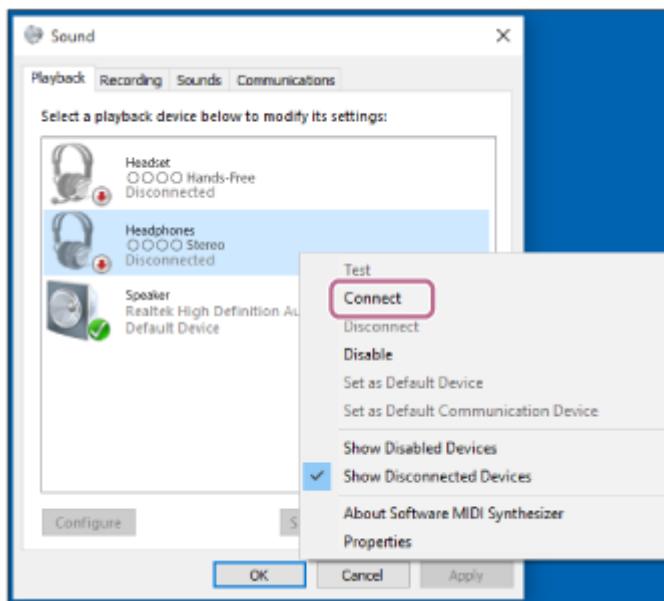 Sound
Playback Recording Sounds Communications
Select a playback device below to modify its settings:
Headset
○○○○ Hands-Free
Disconnected
Headphones
○○○○ Stereo
Disconnected
Speaker
Realtek High Definition Au
Default Device
Test
Connect
Disconnect
Disable
Set as Default Device
Set as Default Communication Device
Show Disabled Devices
Show Disconnected Devices
About Software MIDI Synthesizer
Properties
Configure S
OK Cancel Apply